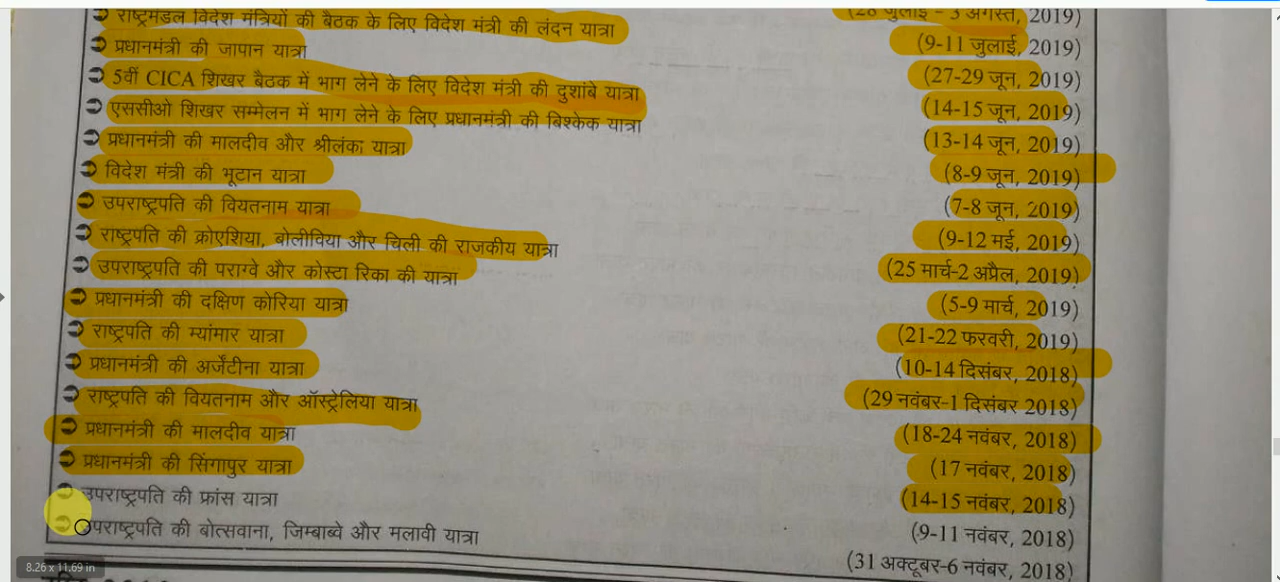 (28 जुलाई – 3 अगस्त, 2019)
राष्ट्रमंडल विदेश मंत्रियों की बैठक के लिए विदेश मंत्री की लंदन यात्रा (9-11 जुलाई, 2019)
प्रधानमंत्री की जापान यात्रा (27-29 जून, 2019)
5वीं CICA शिखर बैठक में भाग लेने के लिए विदेश मंत्री की दुशांबे यात्रा (14-15 जून, 2019)
एससीओ शिखर सम्मेलन में भाग लेने के लिए प्रधानमंत्री की बिश्केक यात्रा (13-14 जून, 2019)
प्रधानमंत्री की मालदीव और श्रीलंका यात्रा (8-9 जून, 2019)
विदेश मंत्री की भूटान यात्रा (7-8 जून, 2019)
उपराष्ट्रपति की वियतनाम यात्रा (9-12 मई, 2019)
राष्ट्रपति की क्रोएशिया, बोलीविया और चिली की राजकीय यात्रा (25 मार्च-2 अप्रैल, 2019)
उपराष्ट्रपति की पराग्वे और कोस्टा रिका की यात्रा (5-9 मार्च, 2019)
प्रधानमंत्री की दक्षिण कोरिया यात्रा (21-22 फरवरी, 2019)
राष्ट्रपति की म्यांमार यात्रा (10-14 दिसंबर, 2018)
प्रधानमंत्री की अर्जेंटीना यात्रा (29 नवंबर-1 दिसंबर 2018)
राष्ट्रपति की वियतनाम और ऑस्ट्रेलिया यात्रा (18-24 नवंबर, 2018)
प्रधानमंत्री की मालदीव यात्रा (17 नवंबर, 2018)
प्रधानमंत्री की सिंगापुर यात्रा (14-15 नवंबर, 2018)
उपराष्ट्रपति की फ्रांस यात्रा (9-11 नवंबर, 2018)
उपराष्ट्रपति की बोत्सवाना, जिम्बाब्वे और मलावी यात्रा (31 अक्टूबर-6 नवंबर, 2018)
8.26 x 11.69 in